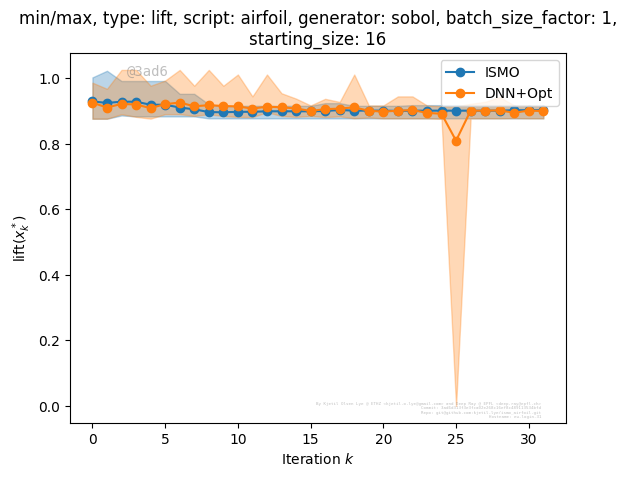 min/max, type: lift, script: airfoil, generator: sobol, batch_size_factor: 1,
starting_size: 16
@3ad6
ISMO
DNN+Opt
lift(x_k^*)
1.0
0.8
0.6
0.4
0.2
0.0
0 5 10 15 20 25 30
Iteration k